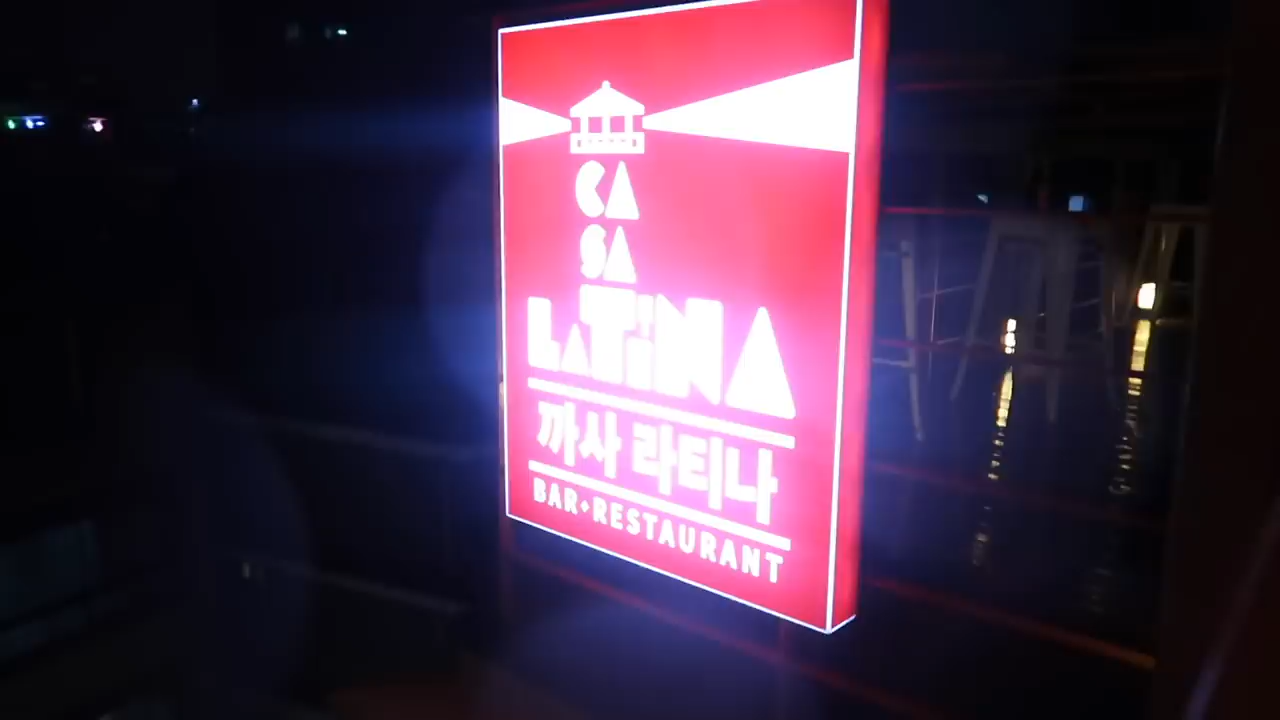 CA
SA
LATINA
까사 라티나
BAR•RESTAURANT